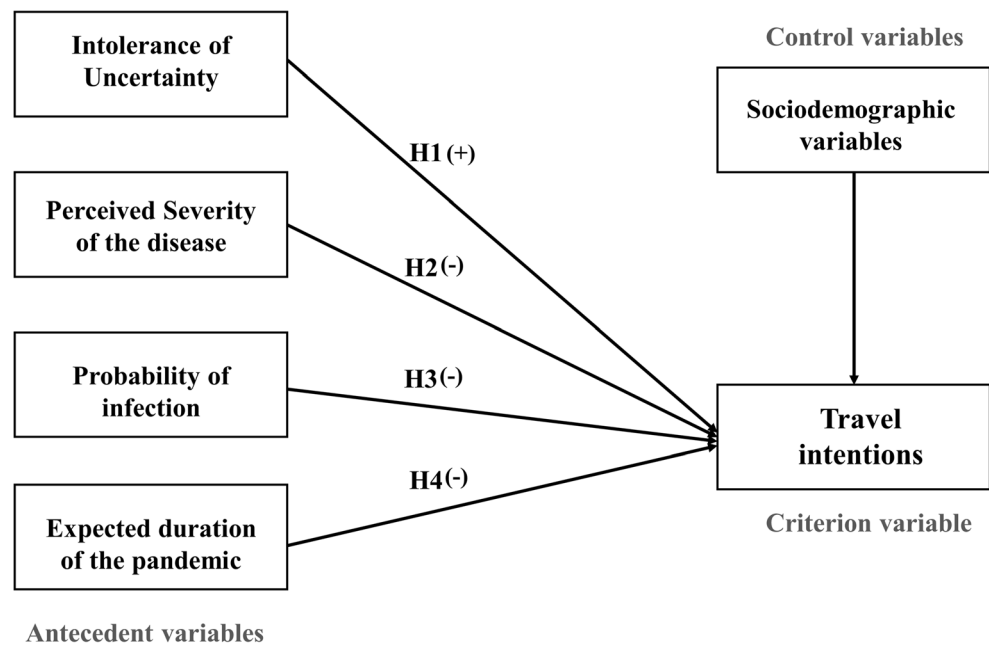 Intolerance of
Uncertainty
Perceived Severity
of the disease
Probability of
infection
Expected duration
of the pandemic
Antecedent variables
H1(+)
H2(-)
H3(-)
H4(-)
Control variables
Sociodemographic
variables
Travel
intentions
Criterion variable